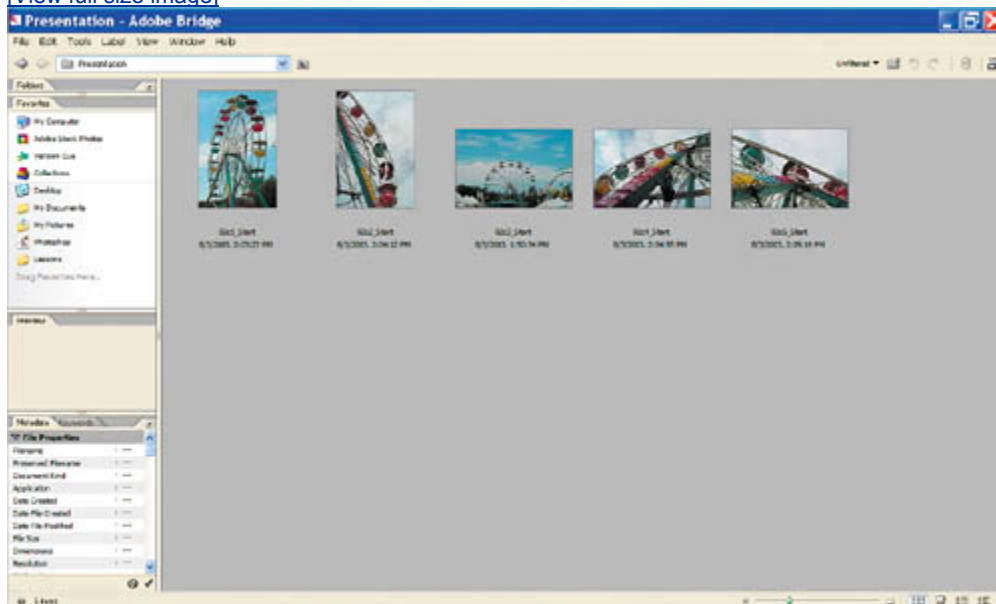 [View full size image]
Presentation - Adobe Bridge
File Edit Tools Label View Window Help
Presentation
Unfiltered
Folders
Favorites
My Computer
Adobe Stock Photos
Version Cue
Collections
Desktop
My Documents
My Pictures
Photoshop
Lessons
Drag Favorites Here...
Preview
Metadata Keywords
File Properties
Filename
Preserved Filename
Document Kind
Application
Date Created
Date File Created
Date File Modified
File Size
Dimensions
Resolution